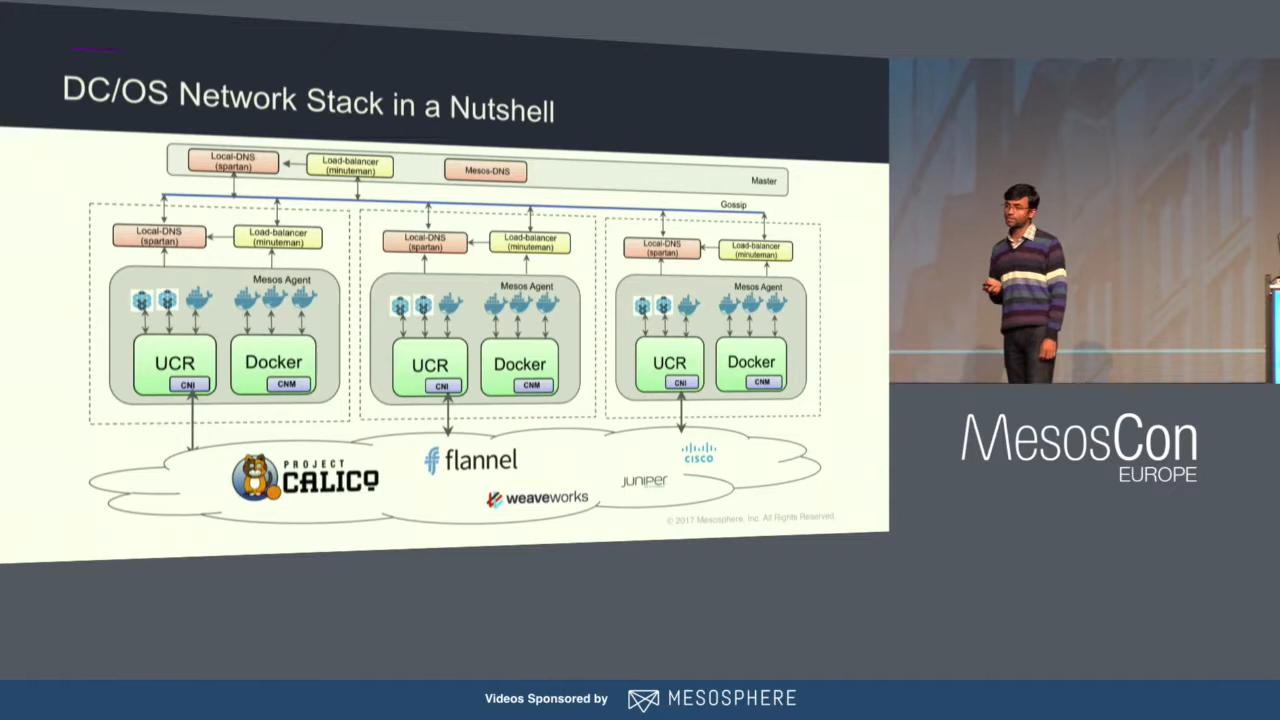 DC/OS Network Stack in a Nutshell
Local-DNS
(spartan)
Load-balancer
(minuteman)
Mesos-DNS
Master
Gossip
Local-DNS
(spartan)
Load-balancer
(minuteman)
Local-DNS
(spartan)
Load-balancer
(minuteman)
Local-DNS
(spartan)
Load-balancer
(minuteman)
Mesos Agent
Mesos Agent
Mesos Agent
UCR
CNI
Docker
CNM
UCR
CNI
Docker
CNM
UCR
CNI
Docker
CNM
PROJECT
CALICO
flannel
weaveworks
CISCO
JUNIPEr
© 2017 Mesosphere, Inc. All Rights Reserved.
MesosCon
EUROPE
Videos Sponsored by
MESOSPHERE